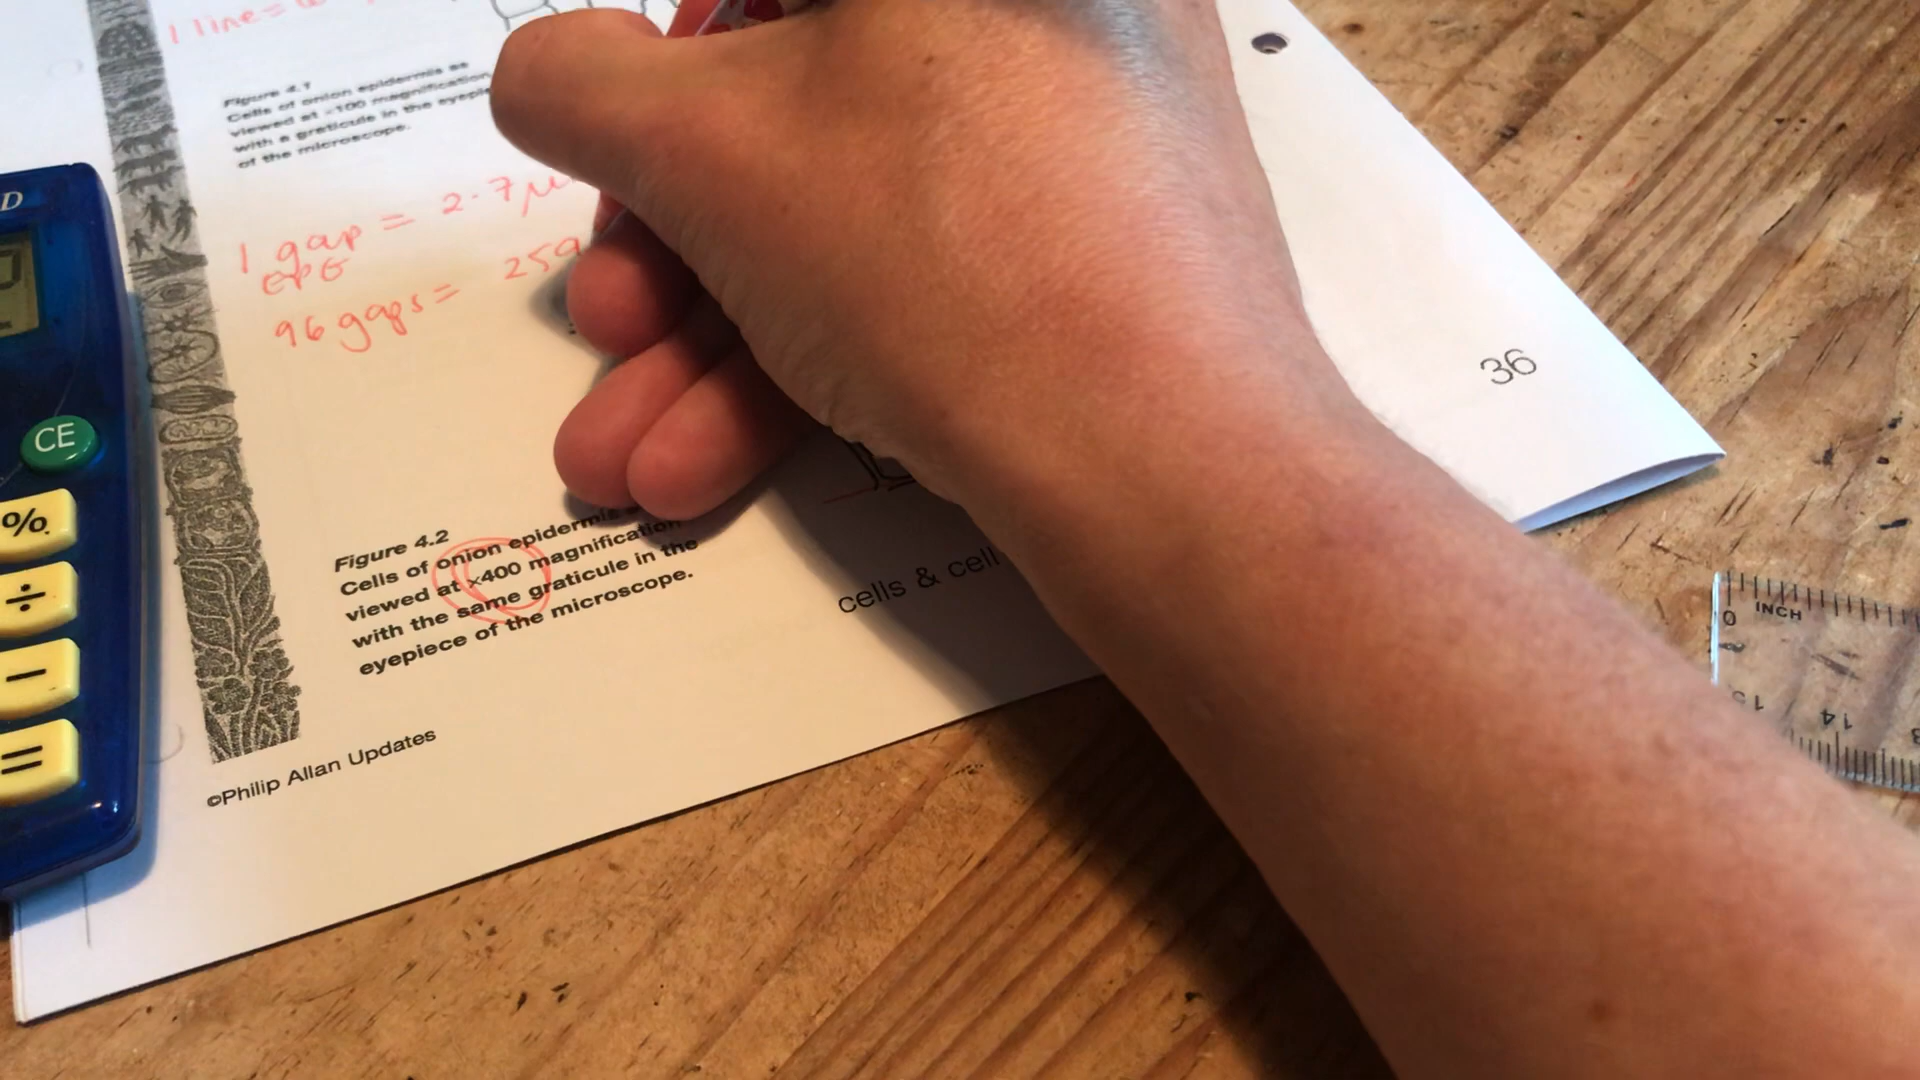 1 line =
Figure 4.1
Cells of onion epidermis as
viewed at ×100 magnification
with a graticule in the
of the microscope.
1 gap = 2.7 µ
EPG
96 gaps = 259
Figure 4.2
Cells of onion epidermis
viewed at ×400 magnification
with the same graticule in the
eyepiece of the microscope.
cells & cell
©Philip Allan Updates
36
D
CE
%
÷
−
=
INCH
0
15
14